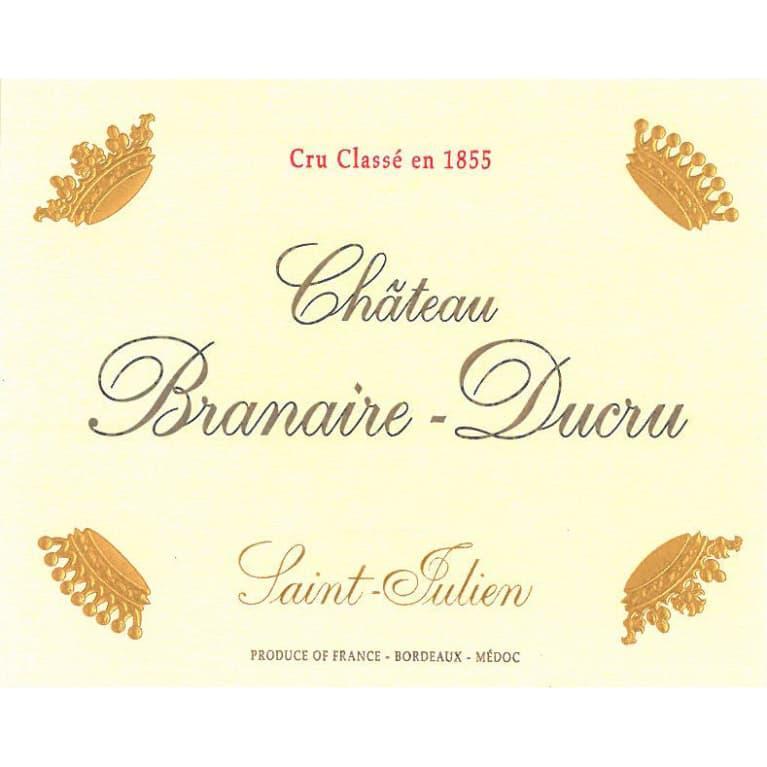 Cru Classé en 1855
Château
Branaire - Ducru
Saint-Julien
PRODUCE OF FRANCE - BORDEAUX - MÉDOC